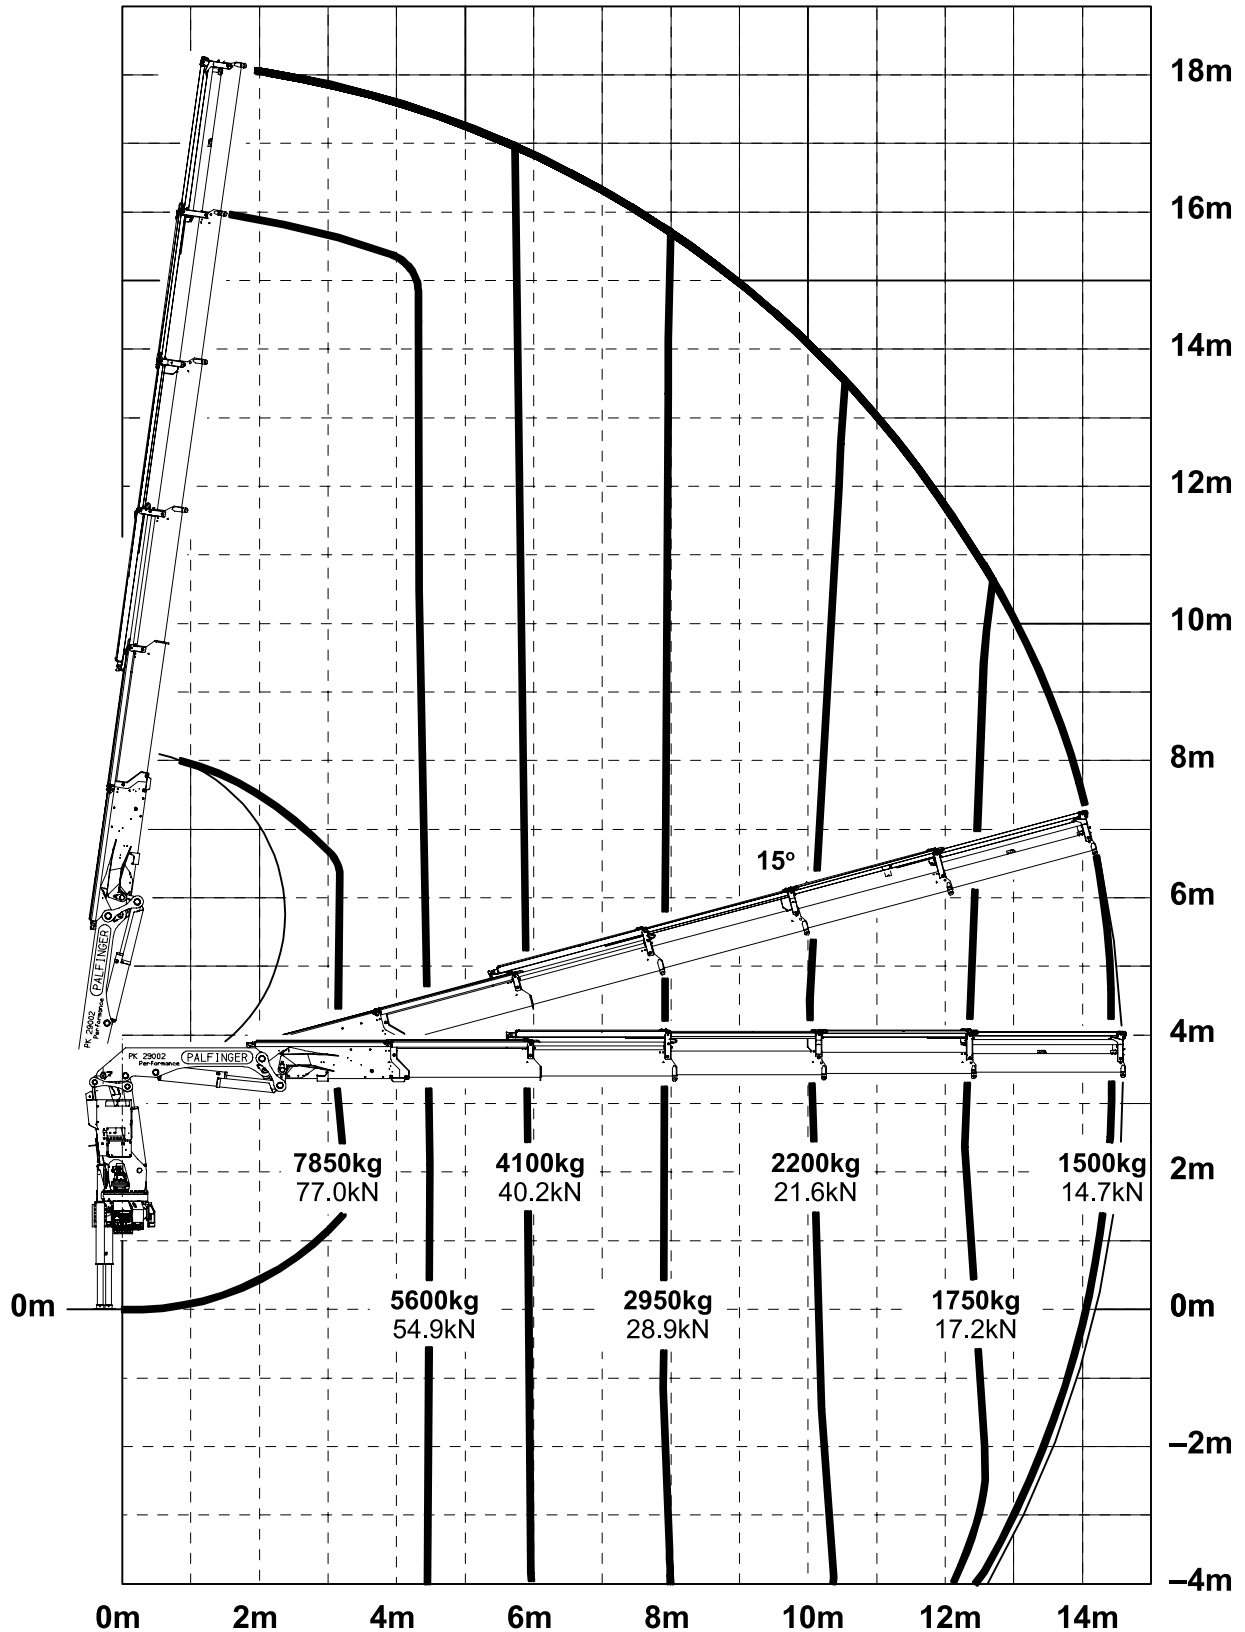 18m
16m
14m
12m
10m
8m
15º
6m
PALFINGER
PK 29002
Performance
4m
PK 29002
Performance
PALFINGER
7850kg
77.0kN
4100kg
40.2kN
2200kg
21.6kN
1500kg
14.7kN
2m
0m
5600kg
54.9kN
2950kg
28.9kN
1750kg
17.2kN
0m
–2m
–4m
0m
2m
4m
6m
8m
10m
12m
14m